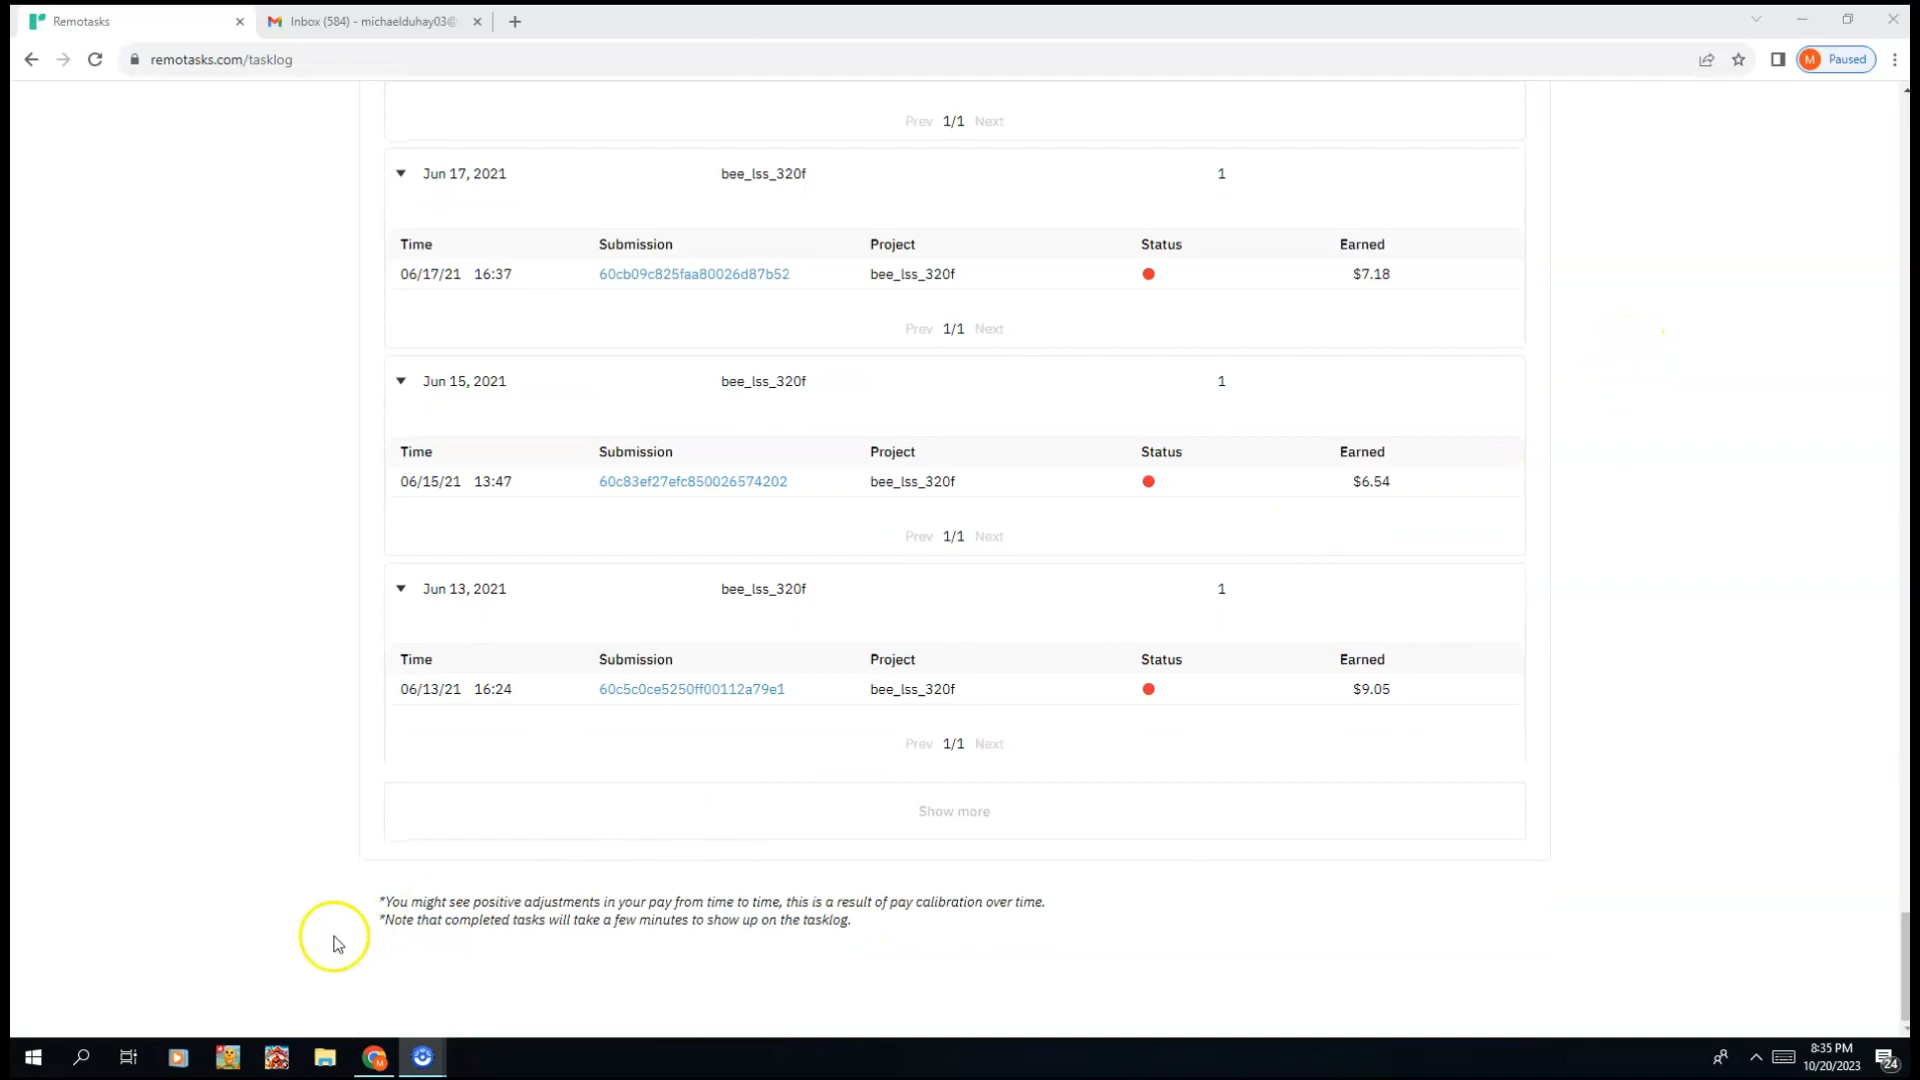 Remotasks
Inbox (584) - michaelduhay03@
remotasks.com/tasklog
M Paused
Prev 1/1 Next
Jun 17, 2021 bee_lss_320f 1
Time Submission Project Status Earned
06/17/21 16:37 60cb09c825faa80026d87b52 bee_lss_320f $7.18
Prev 1/1 Next
Jun 15, 2021 bee_lss_320f 1
Time Submission Project Status Earned
06/15/21 13:47 60c83ef27efc850026574202 bee_lss_320f $6.54
Prev 1/1 Next
Jun 13, 2021 bee_lss_320f 1
Time Submission Project Status Earned
06/13/21 16:24 60c5c0ce5250ff00112a79e1 bee_lss_320f $9.05
Prev 1/1 Next
Show more
*You might see positive adjustments in your pay from time to time, this is a result of pay calibration over time.
*Note that completed tasks will take a few minutes to show up on the tasklog.
8:35 PM
10/20/2023
24